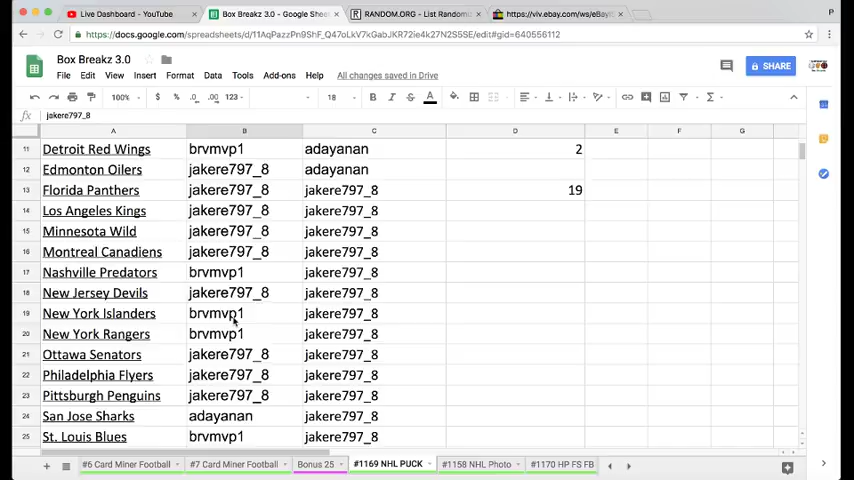 Live Dashboard - YouTube
Box Breakz 3.0 - Google Shee
RANDOM.ORG - List Randomiz
https://viv.ebay.com/ws/eBayIS
P
https://docs.google.com/spreadsheets/d/11AqPazzPn9ShF_Q47oLkV7kGabJKR72ie4k27N2S5SE/edit#gid=640556112
Box Breakz 3.0
File Edit View Insert Format Data Tools Add-ons Help All changes saved in Drive
SHARE
100% $ % .0 .00 123 18 B I S A
fx jakere797_8
A B C D E F G
11 Detroit Red Wings brvmvp1 adayanan 2
12 Edmonton Oilers jakere797_8 adayanan
13 Florida Panthers jakere797_8 jakere797_8 19
14 Los Angeles Kings jakere797_8 jakere797_8
15 Minnesota Wild jakere797_8 jakere797_8
16 Montreal Canadiens jakere797_8 jakere797_8
17 Nashville Predators brvmvp1 jakere797_8
18 New Jersey Devils jakere797_8 jakere797_8
19 New York Islanders brvmvp1 jakere797_8
20 New York Rangers brvmvp1 jakere797_8
21 Ottawa Senators jakere797_8 jakere797_8
22 Philadelphia Flyers jakere797_8 jakere797_8
23 Pittsburgh Penguins jakere797_8 jakere797_8
24 San Jose Sharks adayanan jakere797_8
25 St. Louis Blues brvmvp1 jakere797_8
#6 Card Miner Football #7 Card Miner Football Bonus 25 #1169 NHL PUCK #1158 NHL Photo #1170 HP FS FB